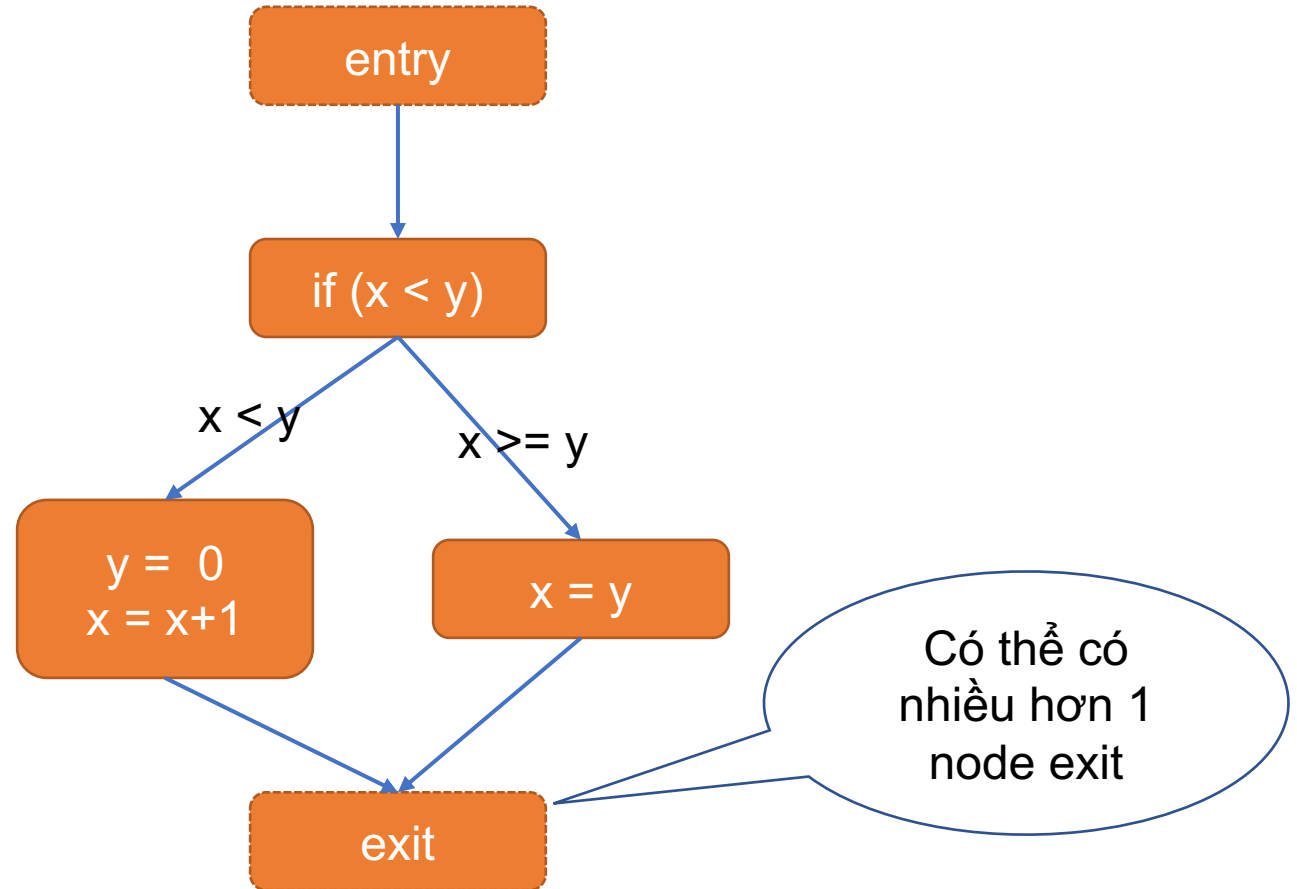 entry
if (x < y)
x < y
x >= y
y =  0
x = x+1
x = y
Có thể có
nhiều hơn 1
node exit
exit